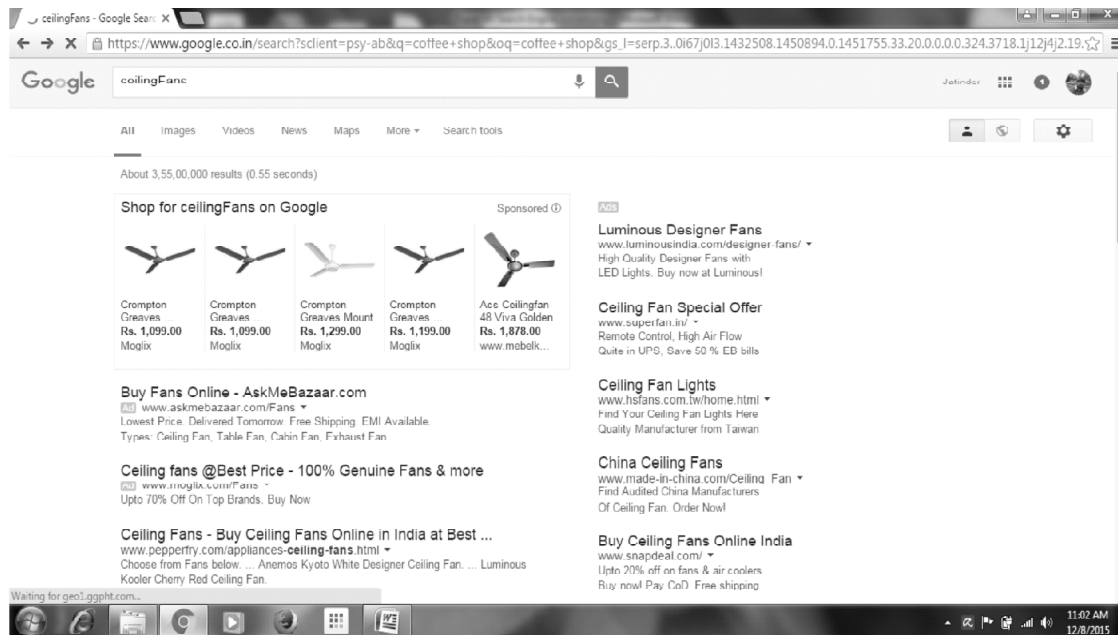 ceilingFans - Google Searc
https://www.google.co.in/search?sclient=psy-ab&q=coffee+shop&oq=coffee+shop&gs_l=serp.3..0i67j0l3.1432508.1450894.0.1451755.33.20.0.0.0.0.324.3718.1j12j4j2.19.
Google
ceilingFans
Jatinder
1
All Images Videos News Maps More Search tools
About 3,55,00,000 results (0.55 seconds)
Shop for ceilingFans on Google
Sponsored
Crompton Greaves ...
Rs. 1,099.00
Moglix
Crompton Greaves ...
Rs. 1,099.00
Moglix
Crompton
Greaves Mount
Rs. 1,299.00
Moglix
Crompton
Greaves ...
Rs. 1,199.00
Moglix
Ace Ceilingfan
48 Viva Golden
Rs. 1,878.00
www.mebelk...
Buy Fans Online - AskMeBazaar.com
Ad www.askmebazaar.com/Fans
Lowest Price. Delivered Tomorrow. Free Shipping. EMI Available.
Types: Ceiling Fan, Table Fan, Cabin Fan, Exhaust Fan
Ceiling fans @Best Price - 100% Genuine Fans & more
Ad www.moglix.com/Fans
Upto 70% Off On Top Brands. Buy Now
Ceiling Fans - Buy Ceiling Fans Online in India at Best ...
www.pepperfry.com/appliances-ceiling-fans.html
Choose from Fans below. ... Anemos Kyoto White Designer Ceiling Fan. ... Luminous
Kooler Cherry Red Ceiling Fan.
Ads
Luminous Designer Fans
www.luminousindia.com/designer-fans/
High Quality Designer Fans with
LED Lights. Buy now at Luminous!
Ceiling Fan Special Offer
www.superfan.in/
Remote Control, High Air Flow
Quite in UPS, Save 50 % EB bills
Ceiling Fan Lights
www.hsfans.com.tw/home.html
Find Your Ceiling Fan Lights Here
Quality Manufacturer from Taiwan
China Ceiling Fans
www.made-in-china.com/Ceiling_Fan
Find Audited China Manufacturers
Of Ceiling Fan. Order Now!
Buy Ceiling Fans Online India
www.snapdeal.com/
Upto 20% off on fans & air coolers
Buy now! Pay CoD. Free shipping
Waiting for geo1.ggpht.com...
11:02 AM
12/8/2015